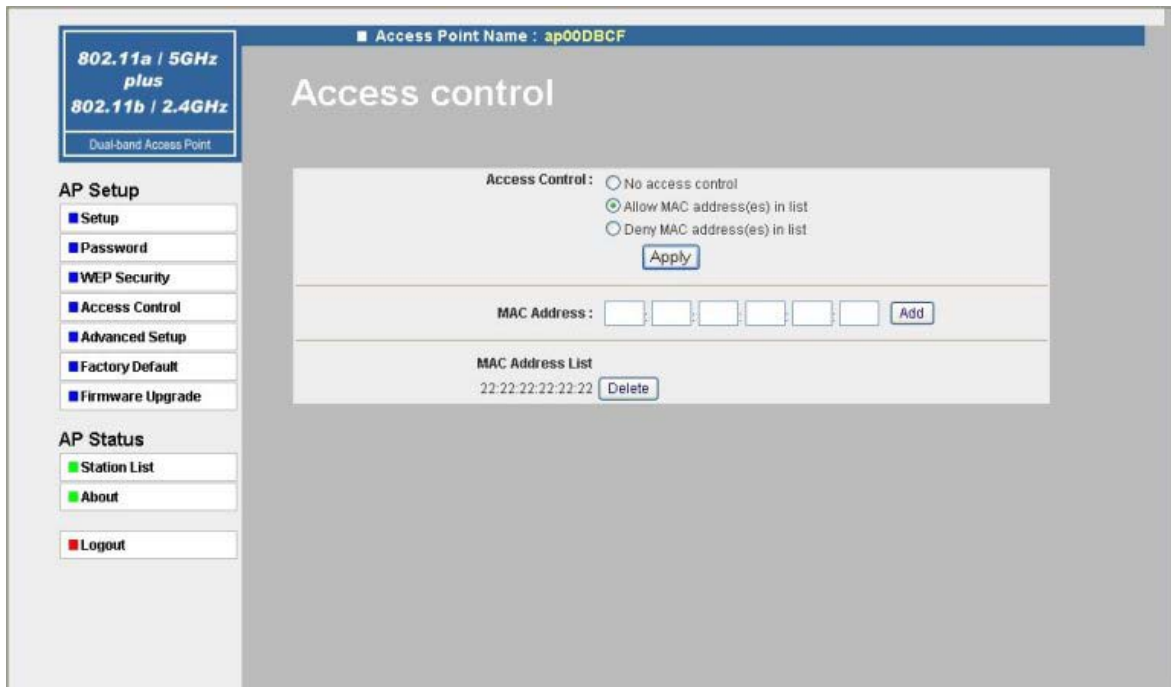 Access Point Name : ap00DBCF
802.11a / 5GHz
plus
802.11b / 2.4GHz
Dual-band Access Point
Access control
AP Setup
Setup
Password
WEP Security
Access Control
Advanced Setup
Factory Default
Firmware Upgrade
AP Status
Station List
About
Logout
Access Control : No access control
Allow MAC address(es) in list
Deny MAC address(es) in list
Apply
MAC Address : : : : : : Add
MAC Address List
22:22:22:22:22:22 Delete